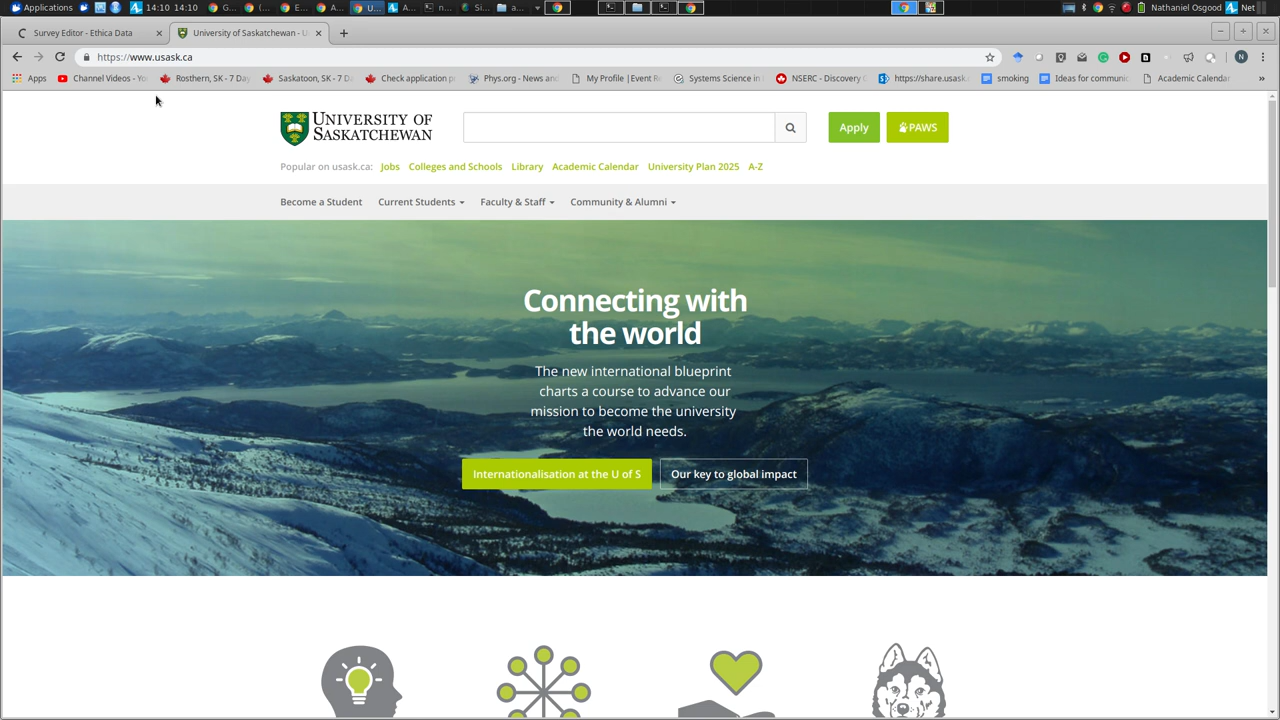 Applications 14:10 14:10 G... (... E... A... U... A... n... Si... a... Nathaniel Osgood Net
Survey Editor - Ethica Data × University of Saskatchewan - U ×
https://www.usask.ca
Apps Channel Videos - Yo Rosthern, SK - 7 Day Saskatoon, SK - 7 D Check application p Phys.org - News and My Profile |Event R Systems Science in NSERC - Discovery https://share.usask. smoking Ideas for communic Academic Calendar »
UNIVERSITY OF
SASKATCHEWAN
Apply
PAWS
Popular on usask.ca: Jobs Colleges and Schools Library Academic Calendar University Plan 2025 A-Z
Become a Student Current Students Faculty & Staff Community & Alumni
Connecting with
the world
The new international blueprint
charts a course to advance our
mission to become the university
the world needs.
Internationalisation at the U of S
Our key to global impact